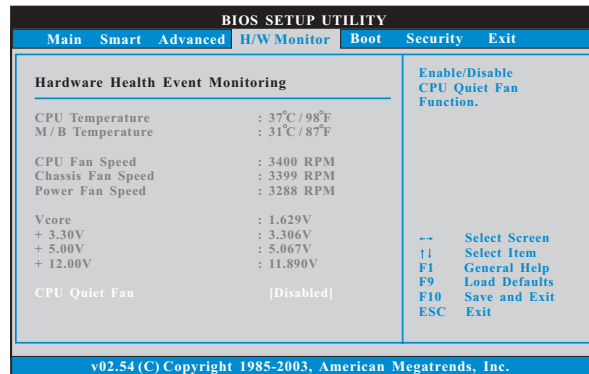 BIOS SETUP UTILITY
Main Smart Advanced H/W Monitor Boot Security Exit
Hardware Health Event Monitoring
CPU Temperature : 37°C / 98°F
M / B Temperature : 31°C / 87°F
CPU Fan Speed : 3400 RPM
Chassis Fan Speed : 3399 RPM
Power Fan Speed : 3288 RPM
Vcore : 1.629V
+ 3.30V : 3.306V
+ 5.00V : 5.067V
+ 12.00V : 11.890V
CPU Quiet Fan [Disabled]
Enable/Disable
CPU Quiet Fan
Function.
←→ Select Screen
↑↓ Select Item
F1 General Help
F9 Load Defaults
F10 Save and Exit
ESC Exit
v02.54 (C) Copyright 1985-2003, American Megatrends, Inc.